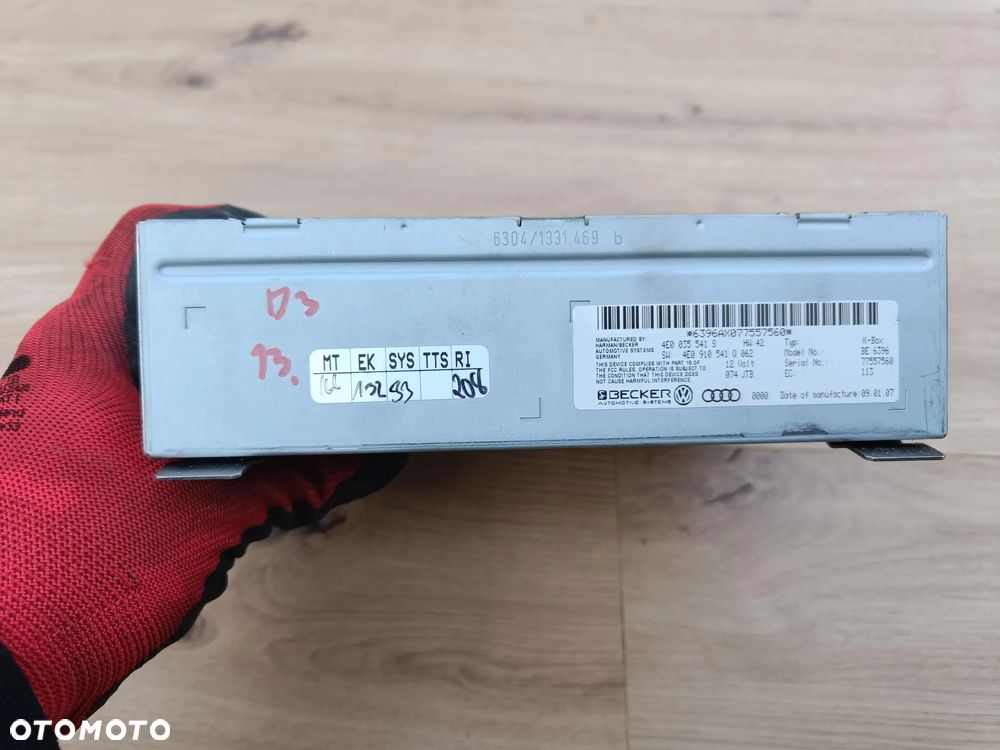 6304/1331 469 b
D3
13.
MT EK SYS TTS RI
132 93 208
*6396AX077557560*
MANUFACTURED BY:
HARMAN/BECKER
AUTOMOTIVE SYSTEMS
GERMANY
4E0 035 541 S HW:42 Typ: K-Box
SW: 4E0 910 541 Q 062 Model No.: BE 6396
12 Volt Serial No.: 77557560
074 JTB EC: 113
THIS DEVICE COMPLIES WITH PART 15 OF
THE FCC RULES. OPERATION IS SUBJECT TO
THE CONDITION THAT THIS DEVICE DOES
NOT CAUSE HARMFUL INTERFERENCE.
BECKER
AUTOMOTIVE SYSTEMS
0000 Date of manufacture: 09.01.07
OTOMOTO